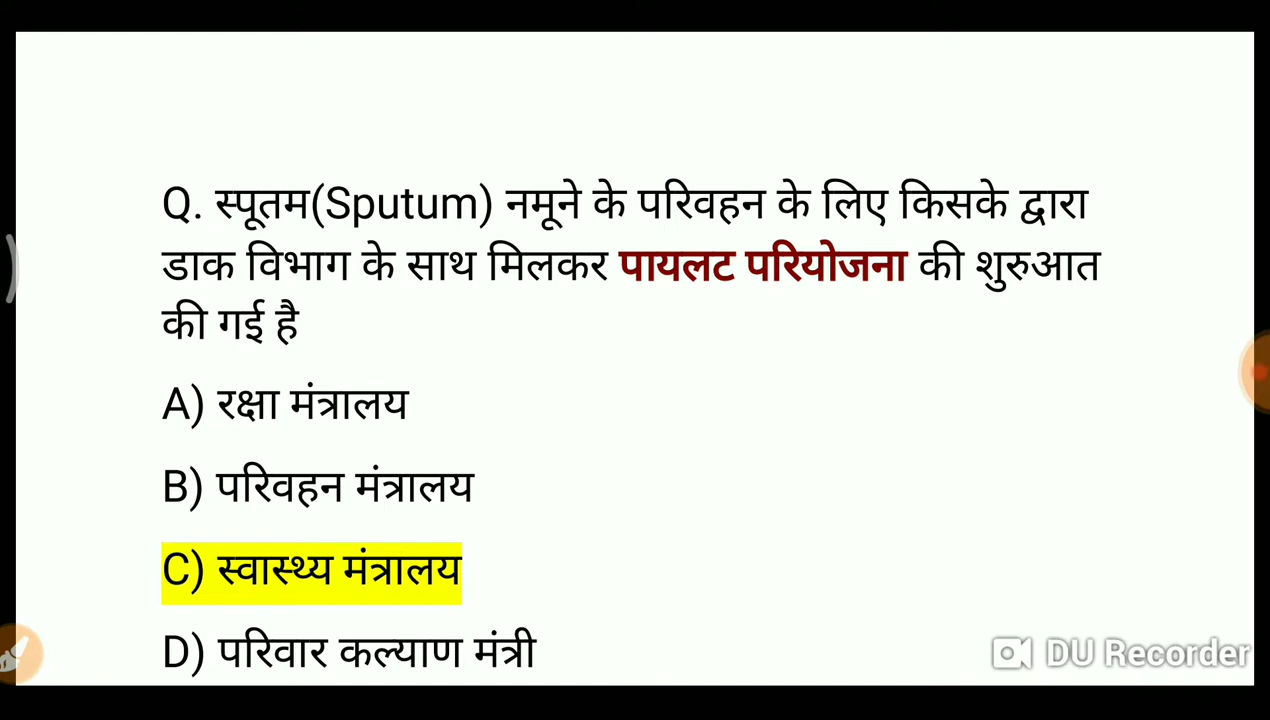 Q. स्पूतम(Sputum) नमूने के परिवहन के लिए किसके द्वारा
डाक विभाग के साथ मिलकर पायलट परियोजना की शुरुआत
की गई है
A) रक्षा मंत्रालय
B) परिवहन मंत्रालय
C) स्वास्थ्य मंत्रालय
D) परिवार कल्याण मंत्री
DU Recorder